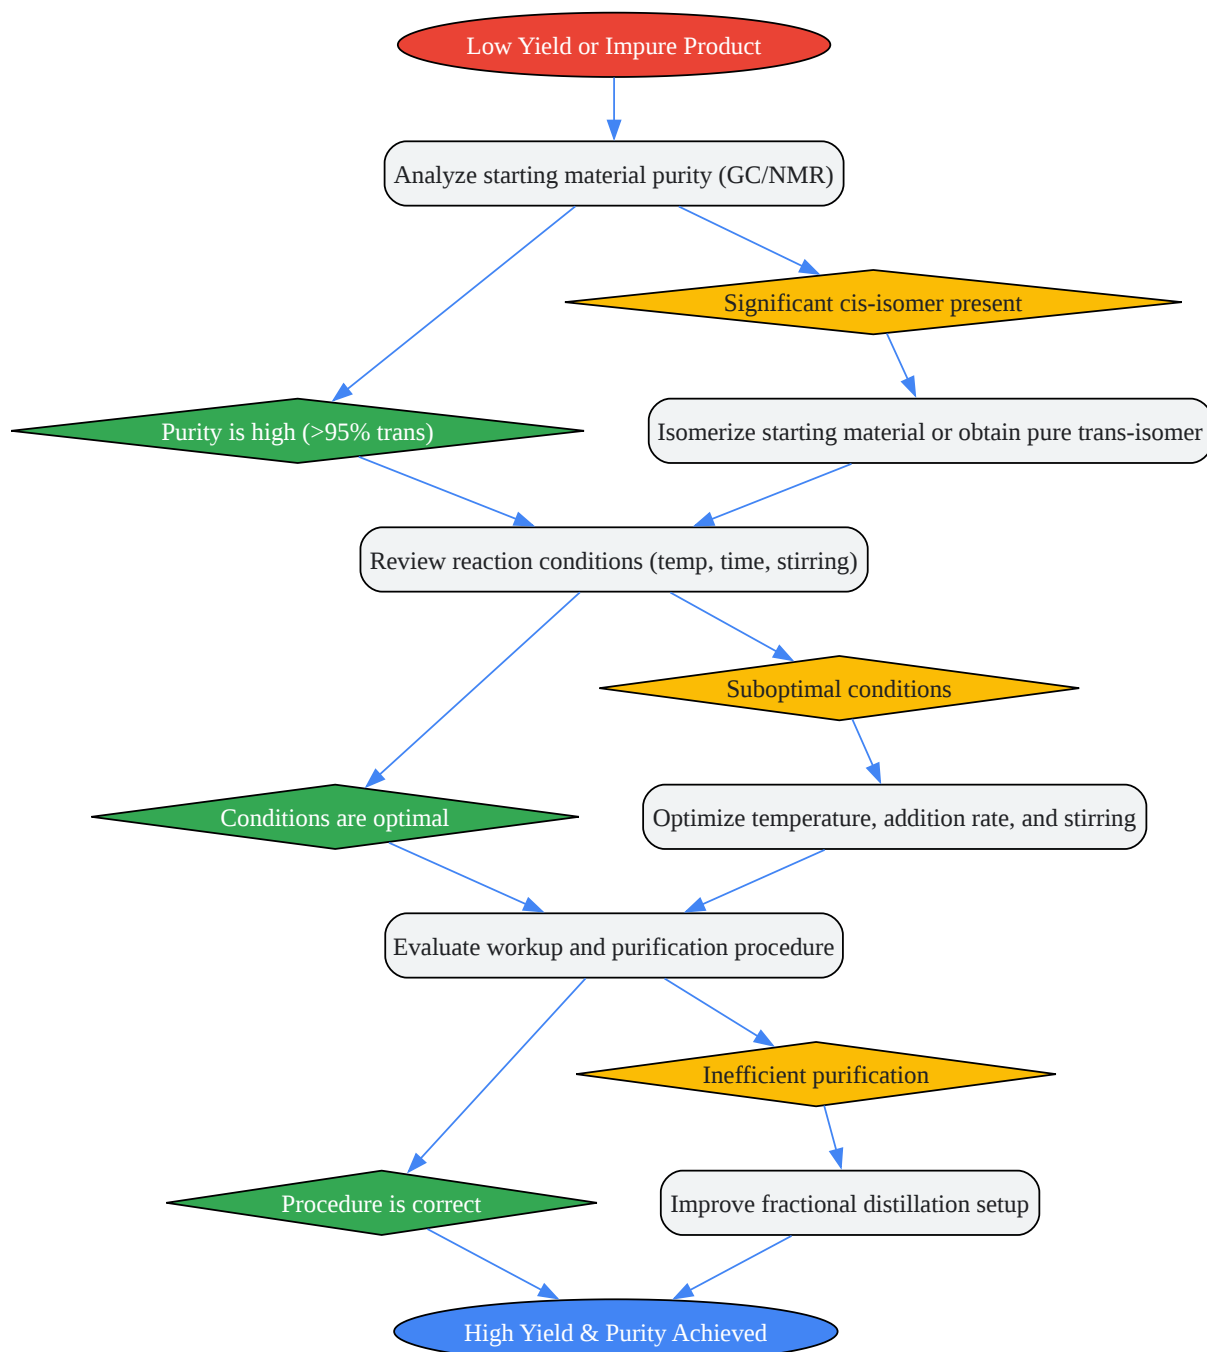 Low Yield or Impure Product
Analyze starting material purity (GC/NMR)
Significant cis-isomer present
Purity is high (>95% trans)
Isomerize starting material or obtain pure trans-isomer
Review reaction conditions (temp, time, stirring)
Suboptimal conditions
Conditions are optimal
Optimize temperature, addition rate, and stirring
Evaluate workup and purification procedure
Inefficient purification
Procedure is correct
Improve fractional distillation setup
High Yield & Purity Achieved